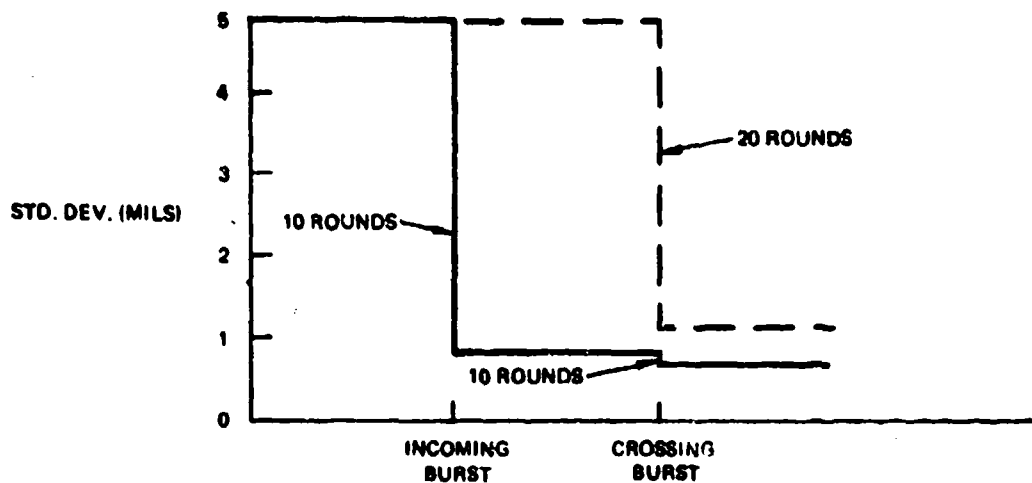 5
4
3
2
1
0
STD. DEV. (MILS)
20 ROUNDS
10 ROUNDS
10 ROUNDS
INCOMING
BURST
CROSSING
BURST